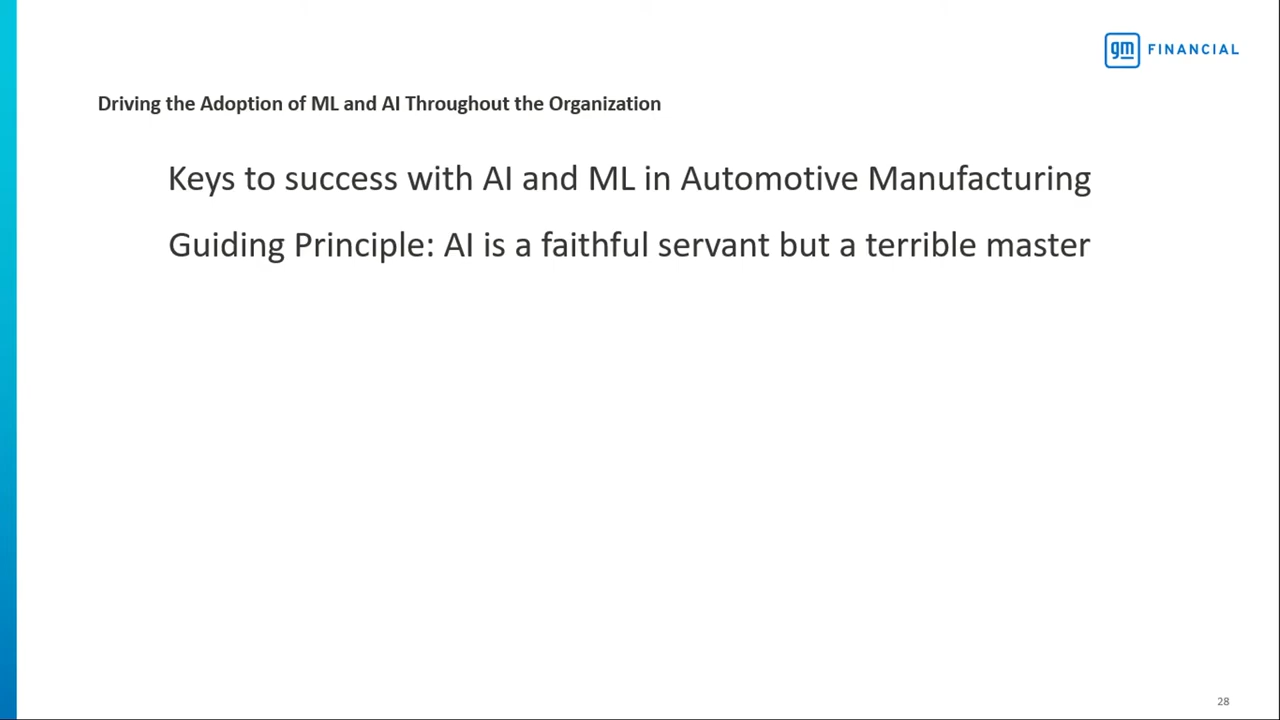 gm FINANCIAL
Driving the Adoption of ML and AI Throughout the Organization
Keys to success with AI and ML in Automotive Manufacturing
Guiding Principle: AI is a faithful servant but a terrible master
28